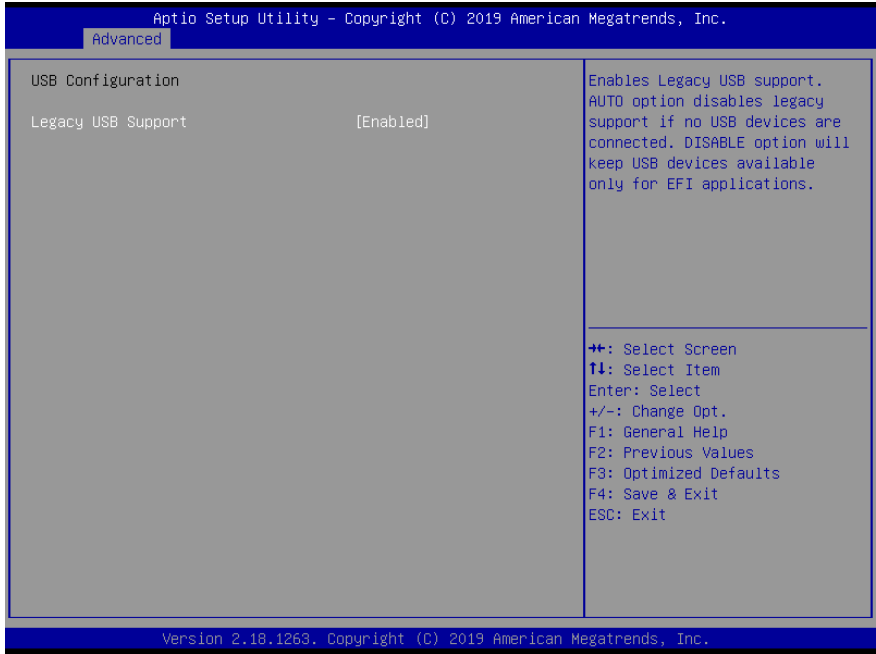 Aptio Setup Utility – Copyright (C) 2019 American Megatrends, Inc.
Advanced
USB Configuration
Legacy USB Support [Enabled]
Enables Legacy USB support.
AUTO option disables legacy
support if no USB devices are
connected. DISABLE option will
keep USB devices available
only for EFI applications.
→←: Select Screen
↑↓: Select Item
Enter: Select
+/-: Change Opt.
F1: General Help
F2: Previous Values
F3: Optimized Defaults
F4: Save & Exit
ESC: Exit
Version 2.18.1263. Copyright (C) 2019 American Megatrends, Inc.